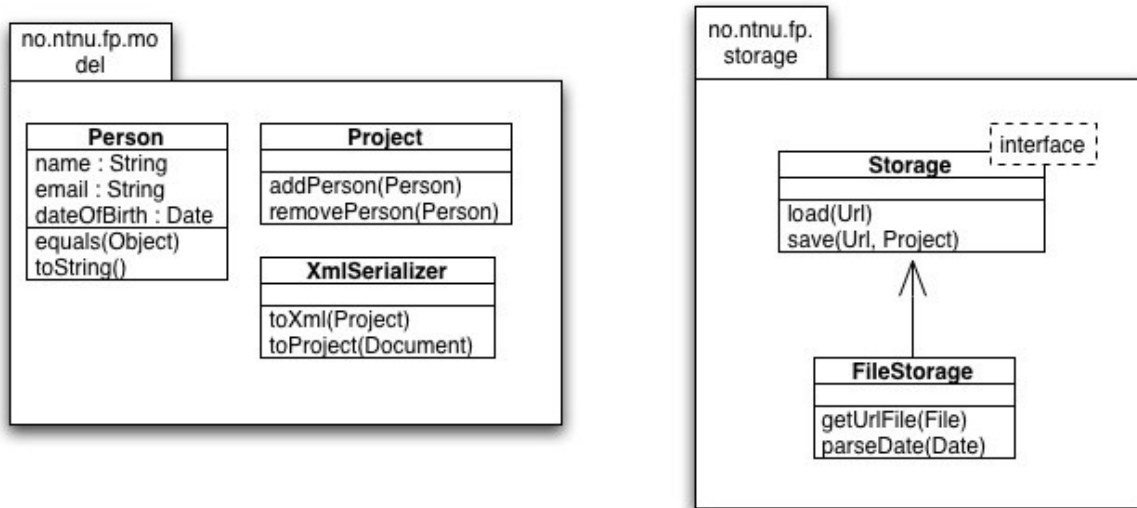 no.ntnu.fp.mo
del
Person
name : String
email : String
dateOfBirth : Date
equals(Object)
toString()
Project
addPerson(Person)
removePerson(Person)
XmlSerializer
toXml(Project)
toProject(Document)
no.ntnu.fp.
storage
interface
Storage
load(Url)
save(Url, Project)
FileStorage
getUrlFile(File)
parseDate(Date)